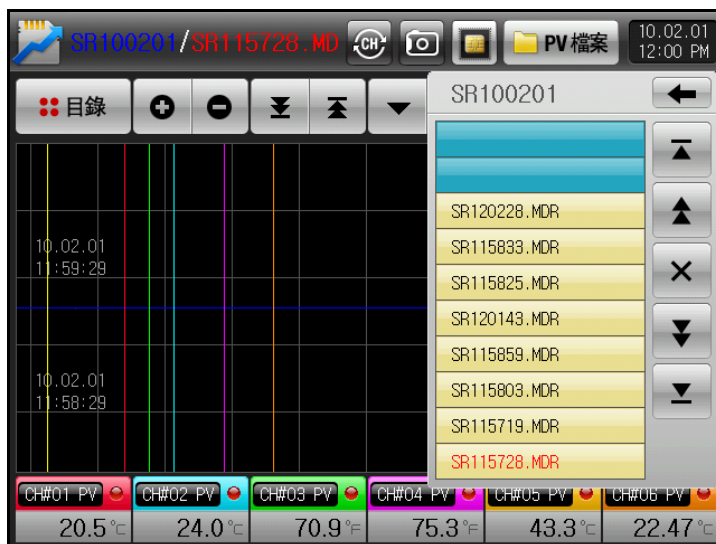 SR100201/SR115728.MD CH PV 檔案 10.02.01
12:00 PM
目錄
SR100201
SR120228.MDR
SR115833.MDR
SR115825.MDR
SR120143.MDR
SR115859.MDR
SR115803.MDR
SR115719.MDR
SR115728.MDR
10.02.01
11:59:29
10.02.01
11:58:29
CH#01 PV CH#02 PV CH#03 PV CH#04 PV CH#05 PV CH#06 PV
20.5℃ 24.0℃ 70.9℉ 75.3℉ 43.3℃ 22.47℃